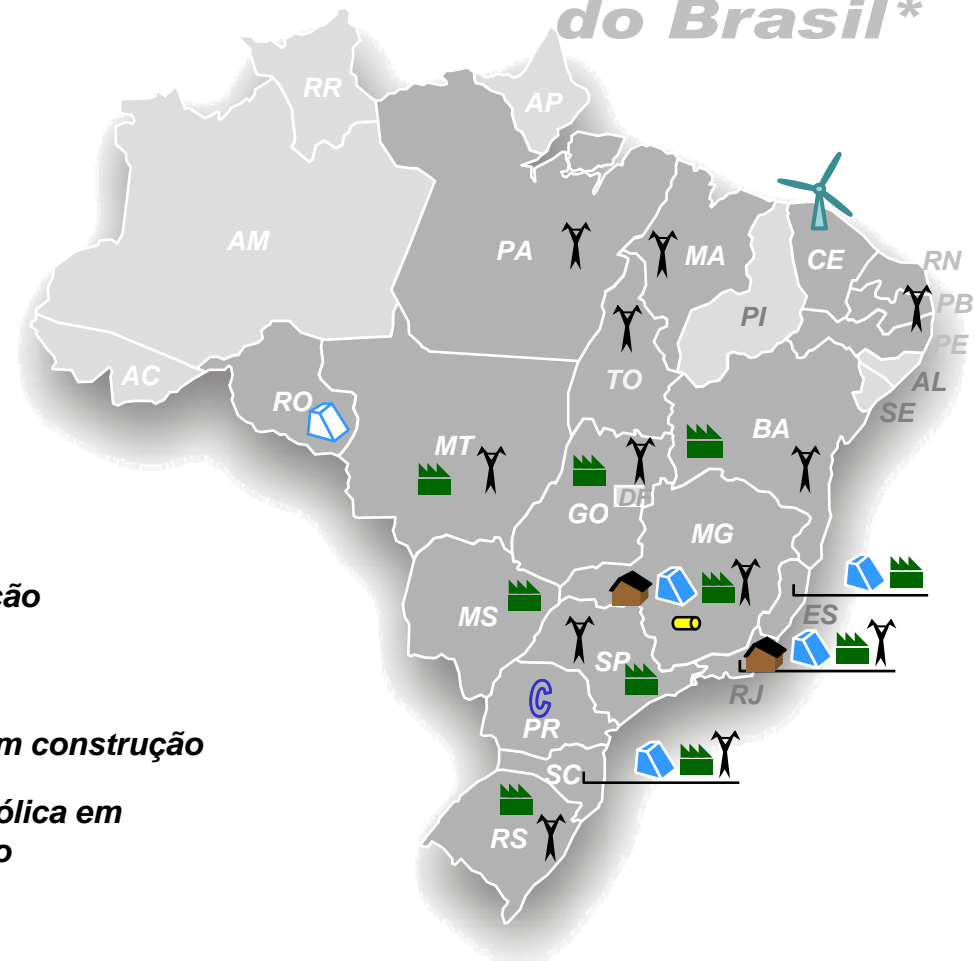 do Brasil*
RR
AP
AM
PA
MA
CE
RN
PB
PI
PE
AC
TO
AL
RO
SE
BA
MT
DF
GO
MG
ção
MS
ES
SP
RJ
C
PR
m construção
SC
ólica em
o
RS